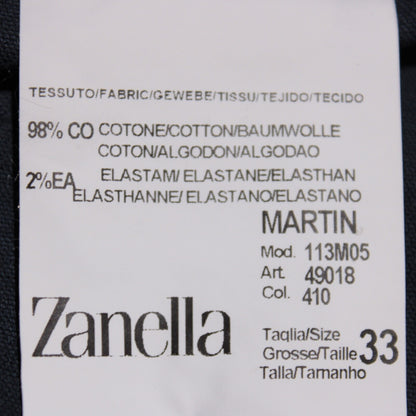 TESSUTO/FABRIC/GEWEBE/TISSU/TEJIDO/TECIDO
98% CO COTONE/COTTON/BAUMWOLLE
COTON/ALGODON/ALGODAO
2%EA ELASTAM/ELASTANE/ELASTHAN
ELASTHANNE/ELASTANO/ELASTANO
MARTIN
Mod. 113M05
Art. 49018
Col. 410
Zanella
Taglia/Size
Grosse/Taille 33
Talla/Tamanho